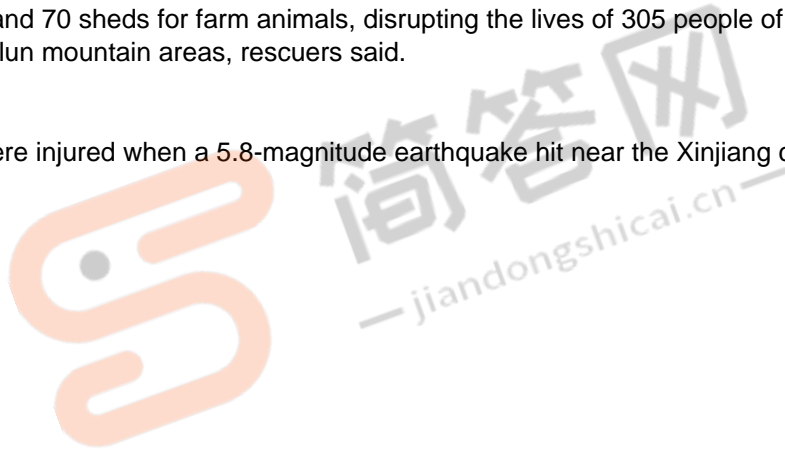 and 70 sheds for farm animals, disrupting the lives of 305 people of
lun mountain areas, rescuers said.
ere injured when a 5.8-magnitude earthquake hit near the Xinjiang c
简答网
jiandongshicai.cn